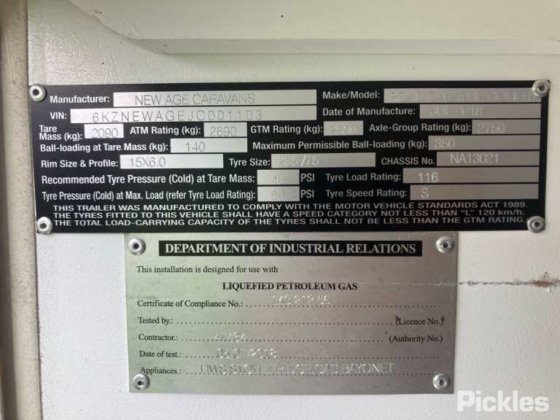 Manufacturer: NEW AGE CARAVANS Make/Model:
VIN: 6KZNEWAGEJC001103 Date of Manufacture:
Tare Mass (kg): 2090 ATM Rating (kg): 2690 GTM Rating (kg): Axle-Group Rating (kg): 2750
Ball-loading at Tare Mass (kg): 140 Maximum Permissible Ball-loading (kg): 350
Rim Size & Profile: 15X6.0 Tyre Size: CHASSIS No. NA13021
Recommended Tyre Pressure (Cold) at Tare Mass: PSI Tyre Load Rating: 116
Tyre Pressure (Cold) at Max. Load (refer Tyre Load Rating): PSI Tyre Speed Rating: S
THIS TRAILER WAS MANUFACTURED TO COMPLY WITH THE MOTOR VEHICLE STANDARDS ACT 1989.
THE TYRES FITTED TO THIS VEHICLE SHALL HAVE A SPEED CATEGORY NOT LESS THAN "L" 120 km/h.
THE TOTAL LOAD-CARRYING CAPACITY OF THE TYRES SHALL NOT BE LESS THAN THE GTM RATING.
DEPARTMENT OF INDUSTRIAL RELATIONS
This installation is designed for use with
LIQUEFIED PETROLEUM GAS
Certificate of Compliance No.:
Tested by: (Licence No.)
Contractor: (Authority No.)
Date of test:
Appliances: BAYONET
Pickles